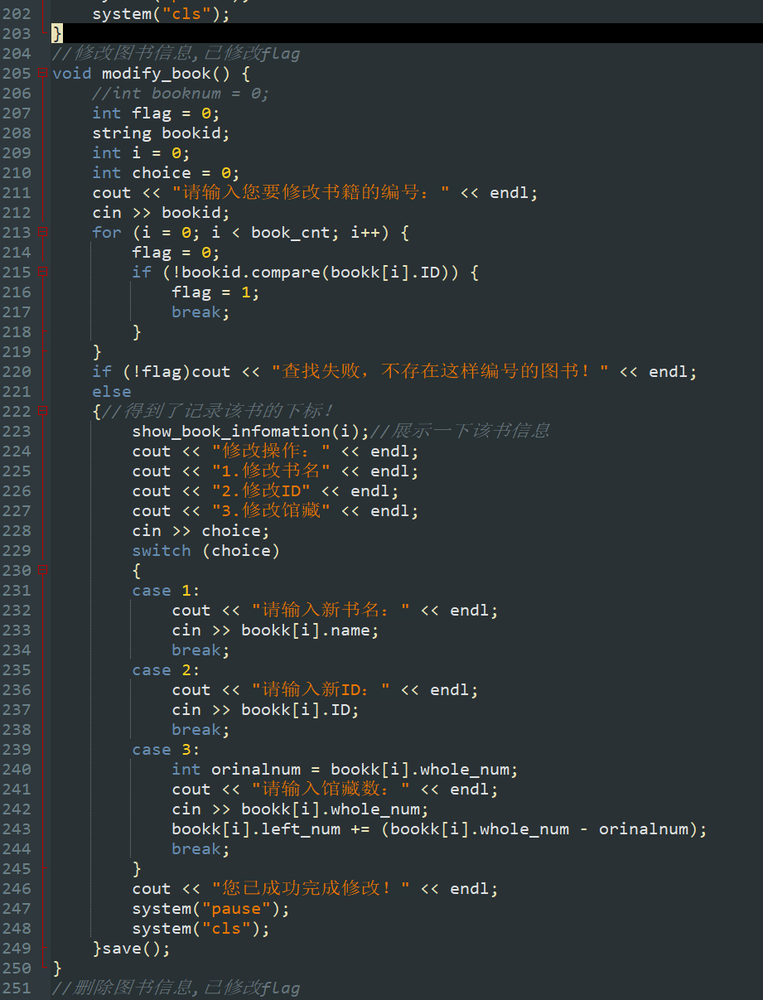 202     system("cls");
203 }
204 //修改图书信息,已修改flag
205 void modify_book() {
206     //int booknum = 0;
207     int flag = 0;
208     string bookid;
209     int i = 0;
210     int choice = 0;
211     cout << "请输入您要修改书籍的编号：" << endl;
212     cin >> bookid;
213     for (i = 0; i < book_cnt; i++) {
214         flag = 0;
215         if (!bookid.compare(bookk[i].ID)) {
216             flag = 1;
217             break;
218         }
219     }
220     if (!flag)cout << "查找失败，不存在这样编号的图书！" << endl;
221     else
222     {//得到了记录该书的下标！
223         show_book_infomation(i);//展示一下该书信息
224         cout << "修改操作：" << endl;
225         cout << "1.修改书名" << endl;
226         cout << "2.修改ID" << endl;
227         cout << "3.修改馆藏" << endl;
228         cin >> choice;
229         switch (choice)
230         {
231         case 1:
232             cout << "请输入新书名：" << endl;
233             cin >> bookk[i].name;
234             break;
235         case 2:
236             cout << "请输入新ID：" << endl;
237             cin >> bookk[i].ID;
238             break;
239         case 3:
240             int orinalnum = bookk[i].whole_num;
241             cout << "请输入馆藏数：" << endl;
242             cin >> bookk[i].whole_num;
243             bookk[i].left_num += (bookk[i].whole_num - orinalnum);
244             break;
245         }
246         cout << "您已成功完成修改！" << endl;
247         system("pause");
248         system("cls");
249     }save();
250 }
251 //删除图书信息,已修改flag